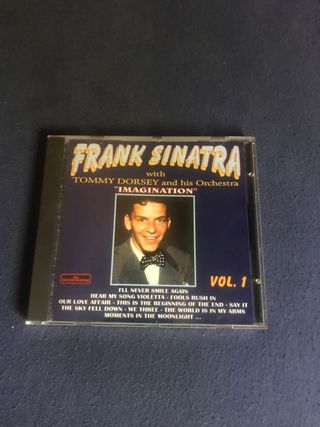 FRANK SINATRA
with
TOMMY DORSEY and his Orchestra
"IMAGINATION"
VOL. 1
I'LL NEVER SMILE AGAIN
HEAR MY SONG VIOLETTA - FOOLS RUSH IN
OUR LOVE AFFAIR - THIS IS THE BEGINNING OF THE END - SAY IT
THE SKY FELL DOWN - WE THREE - THE WORLD IS IN MY ARMS
MOMENTS IN THE MOONLIGHT ...